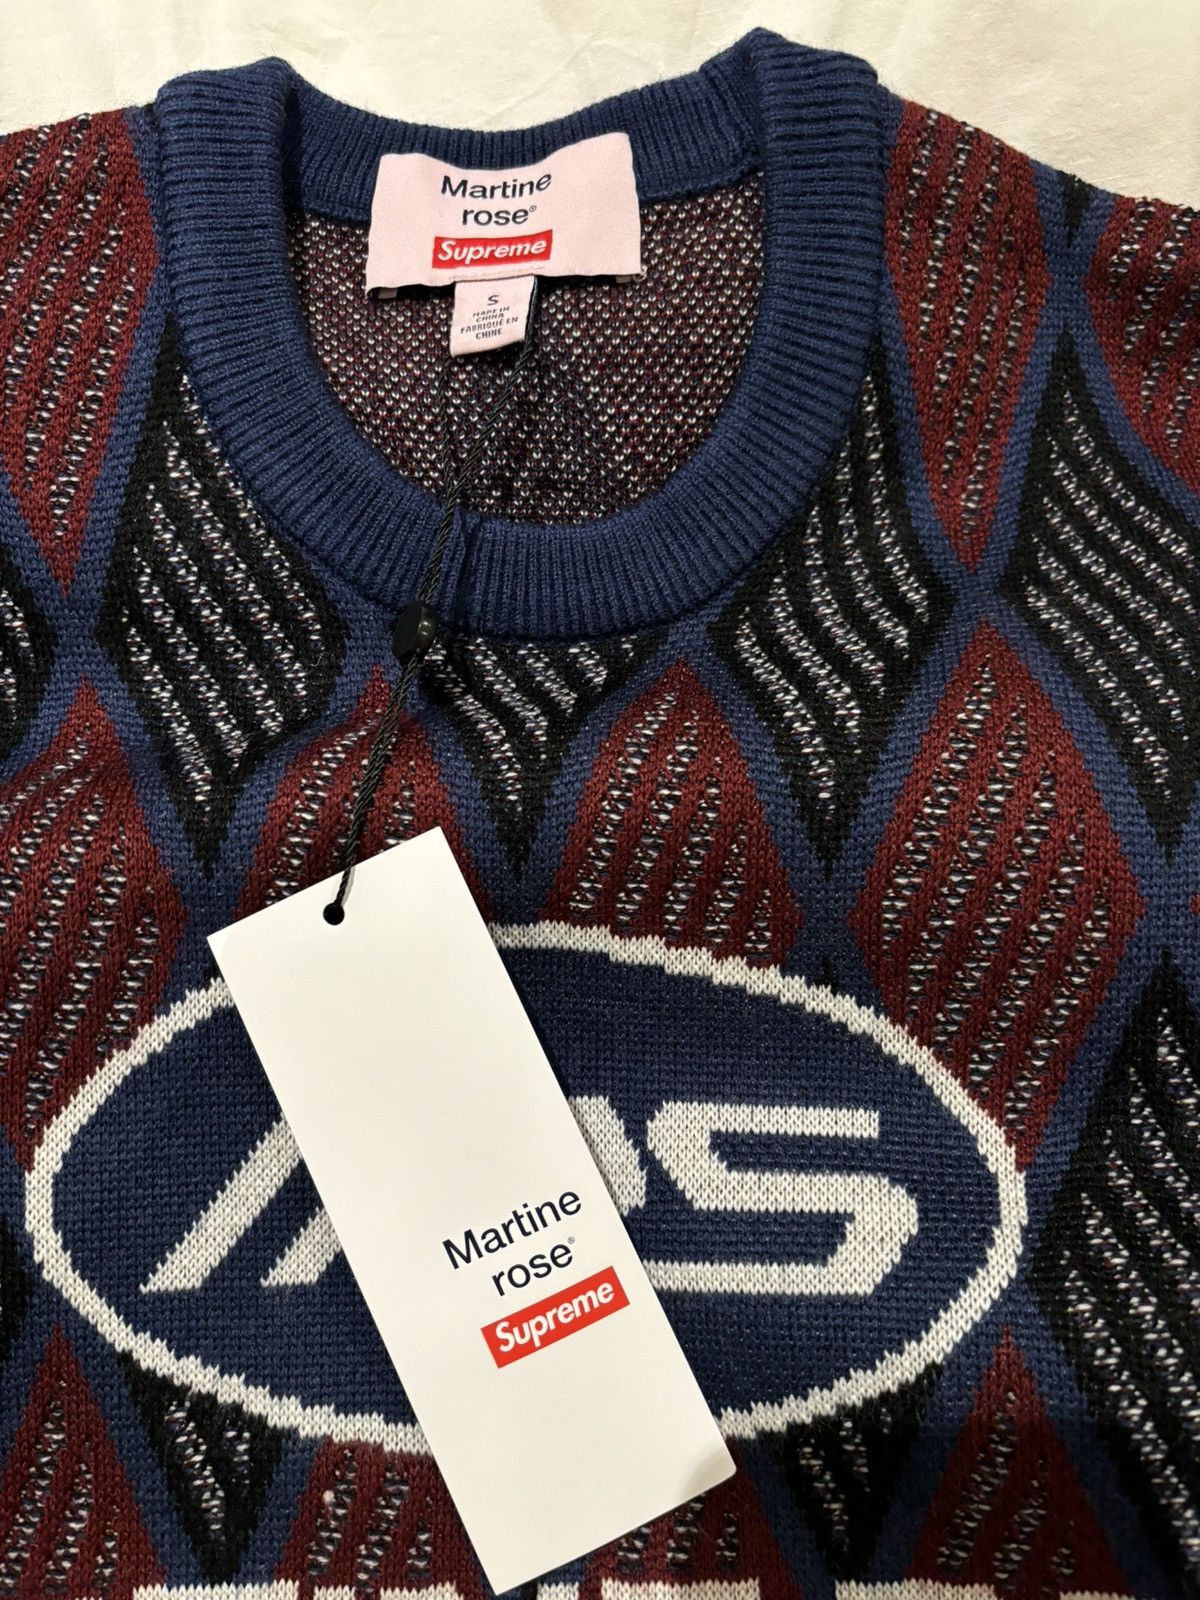 Martine
rose®
Supreme
S
MADE IN
CHINA
FABRIQUÉ EN
CHINE
Martine
rose®
Supreme